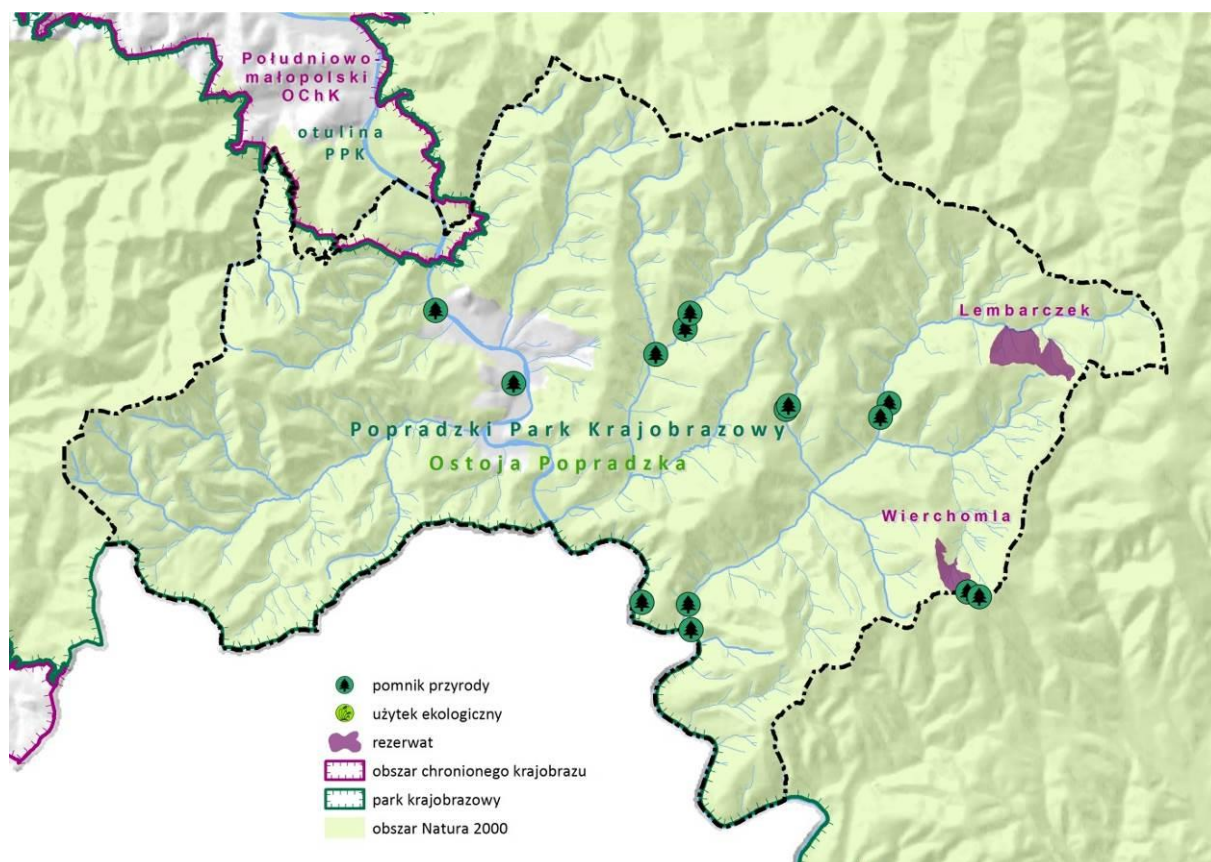 Południowo-
małopolski
OChK
otulina
PPK
Lembarczek
Popradzki Park Krajobrazowy
Ostoja Popradzka
Wierchomla
pomnik przyrody
użytek ekologiczny
rezerwat
obszar chronionego krajobrazu
park krajobrazowy
obszar Natura 2000